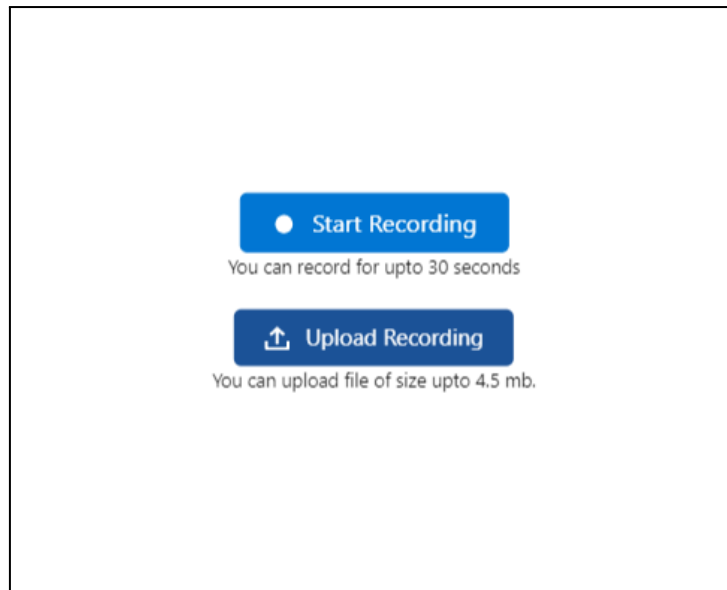 Start Recording
You can record for upto 30 seconds
Upload Recording
You can upload file of size upto 4.5 mb.